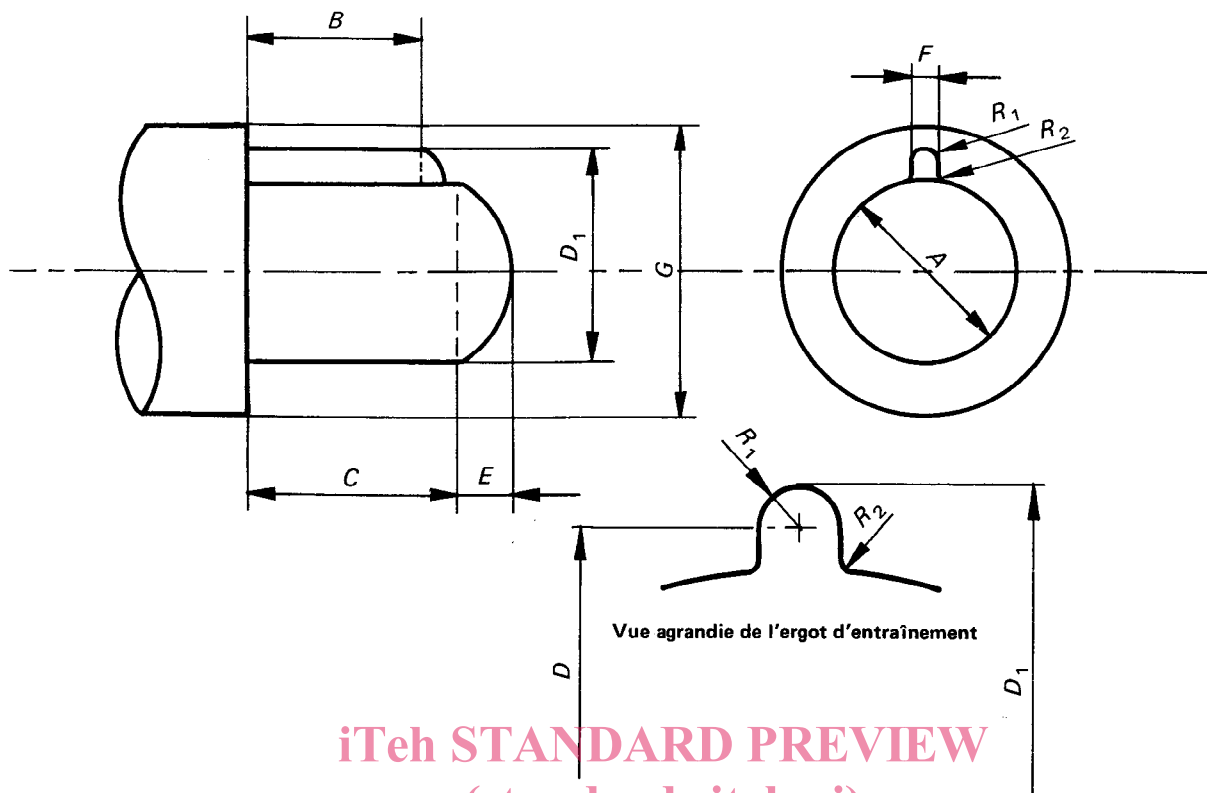 B
F
R1
R2
D1
G
A
C
E
R1
R2
Vue agrandie de l'ergot d'entraînement
D
D1
iTeh STANDARD PREVIEW